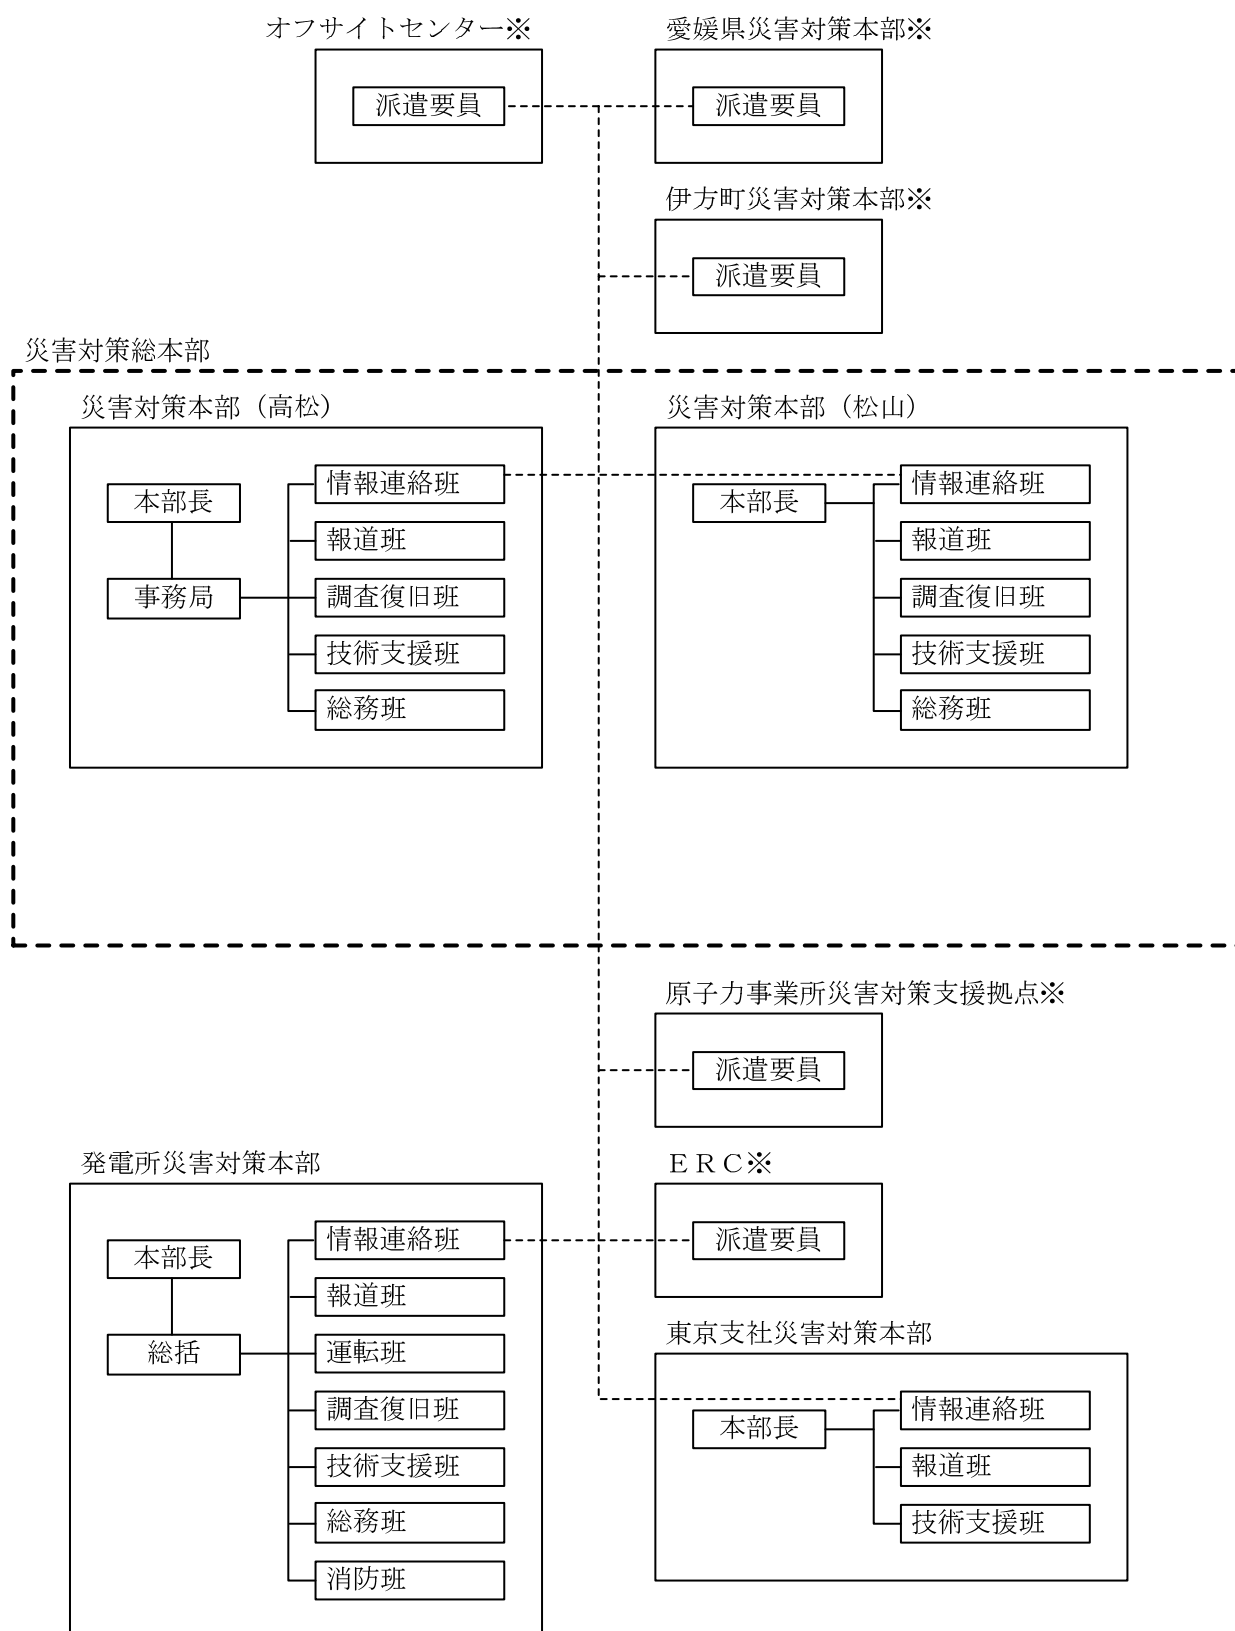 オフサイトセンター※
派遣要員
愛媛県災害対策本部※
派遣要員
伊方町災害対策本部※
派遣要員
災害対策総本部
災害対策本部（高松）
本部長
事務局
情報連絡班
報道班
調査復旧班
技術支援班
総務班
災害対策本部（松山）
本部長
情報連絡班
報道班
調査復旧班
技術支援班
総務班
原子力事業所災害対策支援拠点※
派遣要員
発電所災害対策本部
本部長
総括
情報連絡班
報道班
運転班
調査復旧班
技術支援班
総務班
消防班
ＥＲＣ※
派遣要員
東京支社災害対策本部
本部長
情報連絡班
報道班
技術支援班